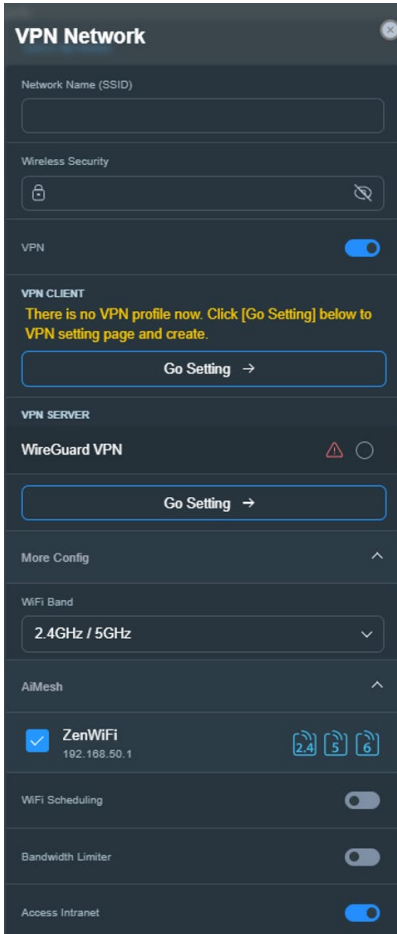 VPN Network
Network Name (SSID)
Wireless Security
VPN
VPN CLIENT
There is no VPN profile now. Click [Go Setting] below to
VPN setting page and create.
Go Setting →
VPN SERVER
WireGuard VPN
Go Setting →
More Config
WiFi Band
2.4GHz / 5GHz
AiMesh
ZenWiFi
2.4 5 6
192.168.50.1
WiFi Scheduling
Bandwidth Limiter
Access Intranet